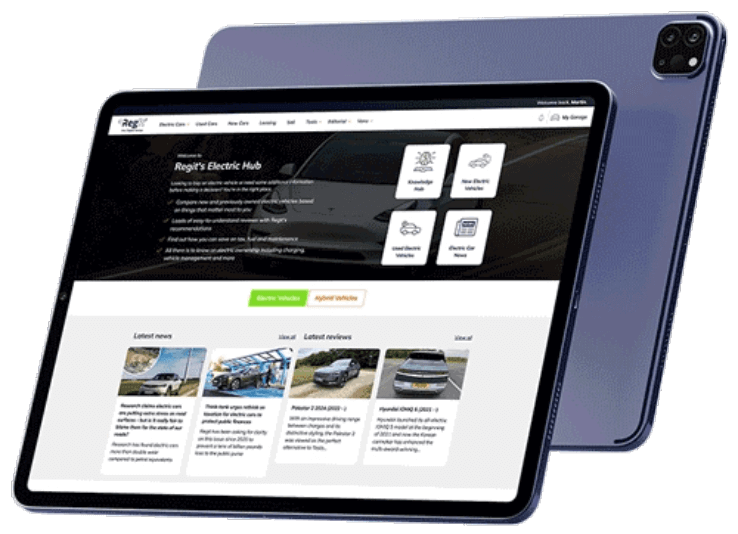 Welcome back, Martin
Regit
Electric Cars
Used Cars
New Cars
Leasing
Sell
Tools
Editorial
Vans
My Garage
Welcome to
Regit's Electric Hub
Looking to buy an electric vehicle or need some additional information
before making a decision? You're in the right place.
Compare new and previously owned electric vehicles based
on things that matter most to you
Loads of easy-to-understand reviews with Regit's
recommendations
Find out how you can save on tax, fuel and maintenance
All there is to know on electric ownership including charging,
vehicle management and more
Knowledge
Hub
New Electric
Vehicles
Used Electric
Vehicles
Electric Car
News
Electric Vehicles
Hybrid Vehicles
Latest news
View all
Research claims electric cars
are putting extra stress on road
surfaces - but is it really fair to
blame them for the state of our
roads?
Research has found electric cars
more than double wear
compared to petrol equivalents
Think-tank urges rethink on
taxation for electric cars to
protect public finances
Regit has been asking for clarity
on this issue since 2020 to
prevent a loss of billion pounds
loss to the public purse
Latest reviews
View all
Polestar 2 2024 (2023 - )
With an impressive driving range
between charges and its
distinctive styling, the Polestar 2
was viewed as the perfect
alternative to Tesla...
Hyundai IONIQ 5 (2021 - )
Hyundai launched its all-electric
IONIQ 5 model at the beginning
of 2021 and now the Korean
carmaker has enhanced the
multi-award-winning...